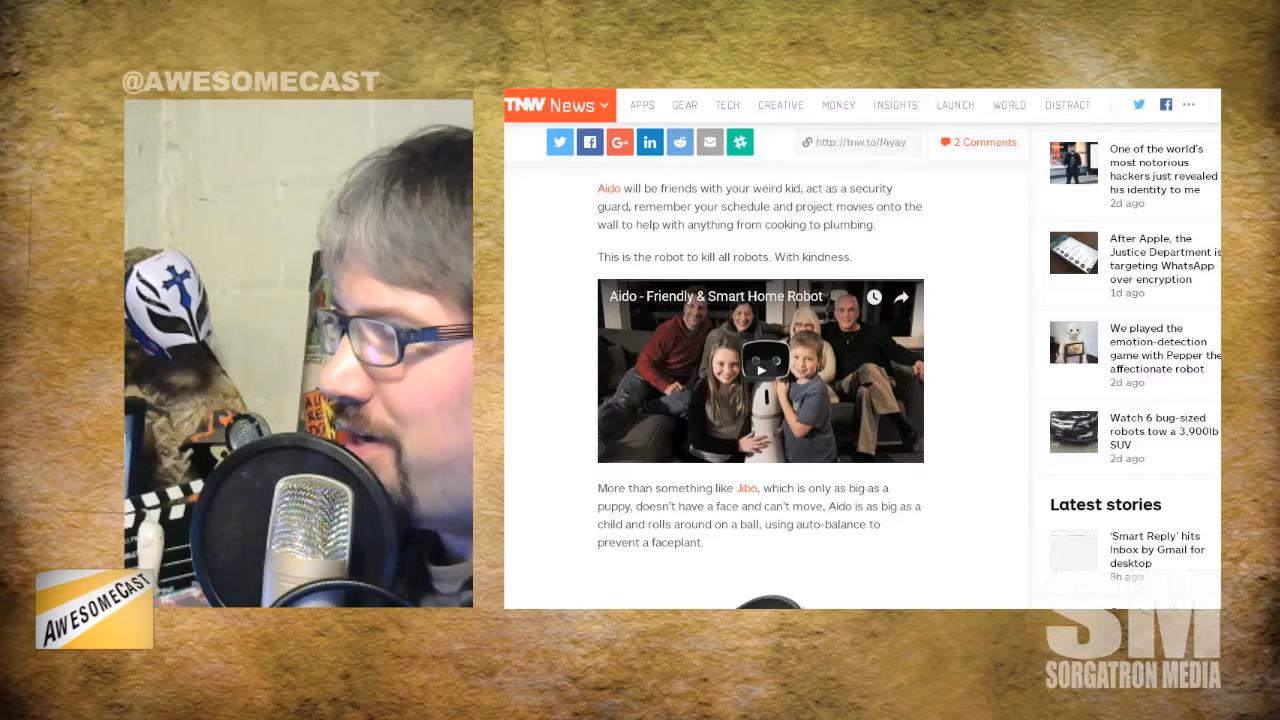 @AWESOMECAST
TNW News
APPS GEAR TECH CREATIVE MONEY INSIGHTS LAUNCH WORLD DISTRACT
http://tnw.to/f4yay
2 Comments
Aido will be friends with your weird kid, act as a security
guard, remember your schedule and project movies onto the
wall to help with anything from cooking to plumbing.
This is the robot to kill all robots. With kindness.
Aido - Friendly & Smart Home Robot
More than something like Jibo, which is only as big as a
puppy, doesn't have a face and can't move, Aido is as big as a
child and rolls around on a ball, using auto-balance to
prevent a faceplant.
One of the world's
most notorious
hackers just revealed
his identity to me
2d ago
After Apple, the
Justice Department is
targeting WhatsApp
over encryption
1d ago
We played the
emotion-detection
game with Pepper the
affectionate robot
2d ago
Watch 6 bug-sized
robots tow a 3,900lb
SUV
2d ago
Latest stories
'Smart Reply' hits
Inbox by Gmail for
desktop
8h ago
AWESOMECAST
SM
SORGATRON MEDIA